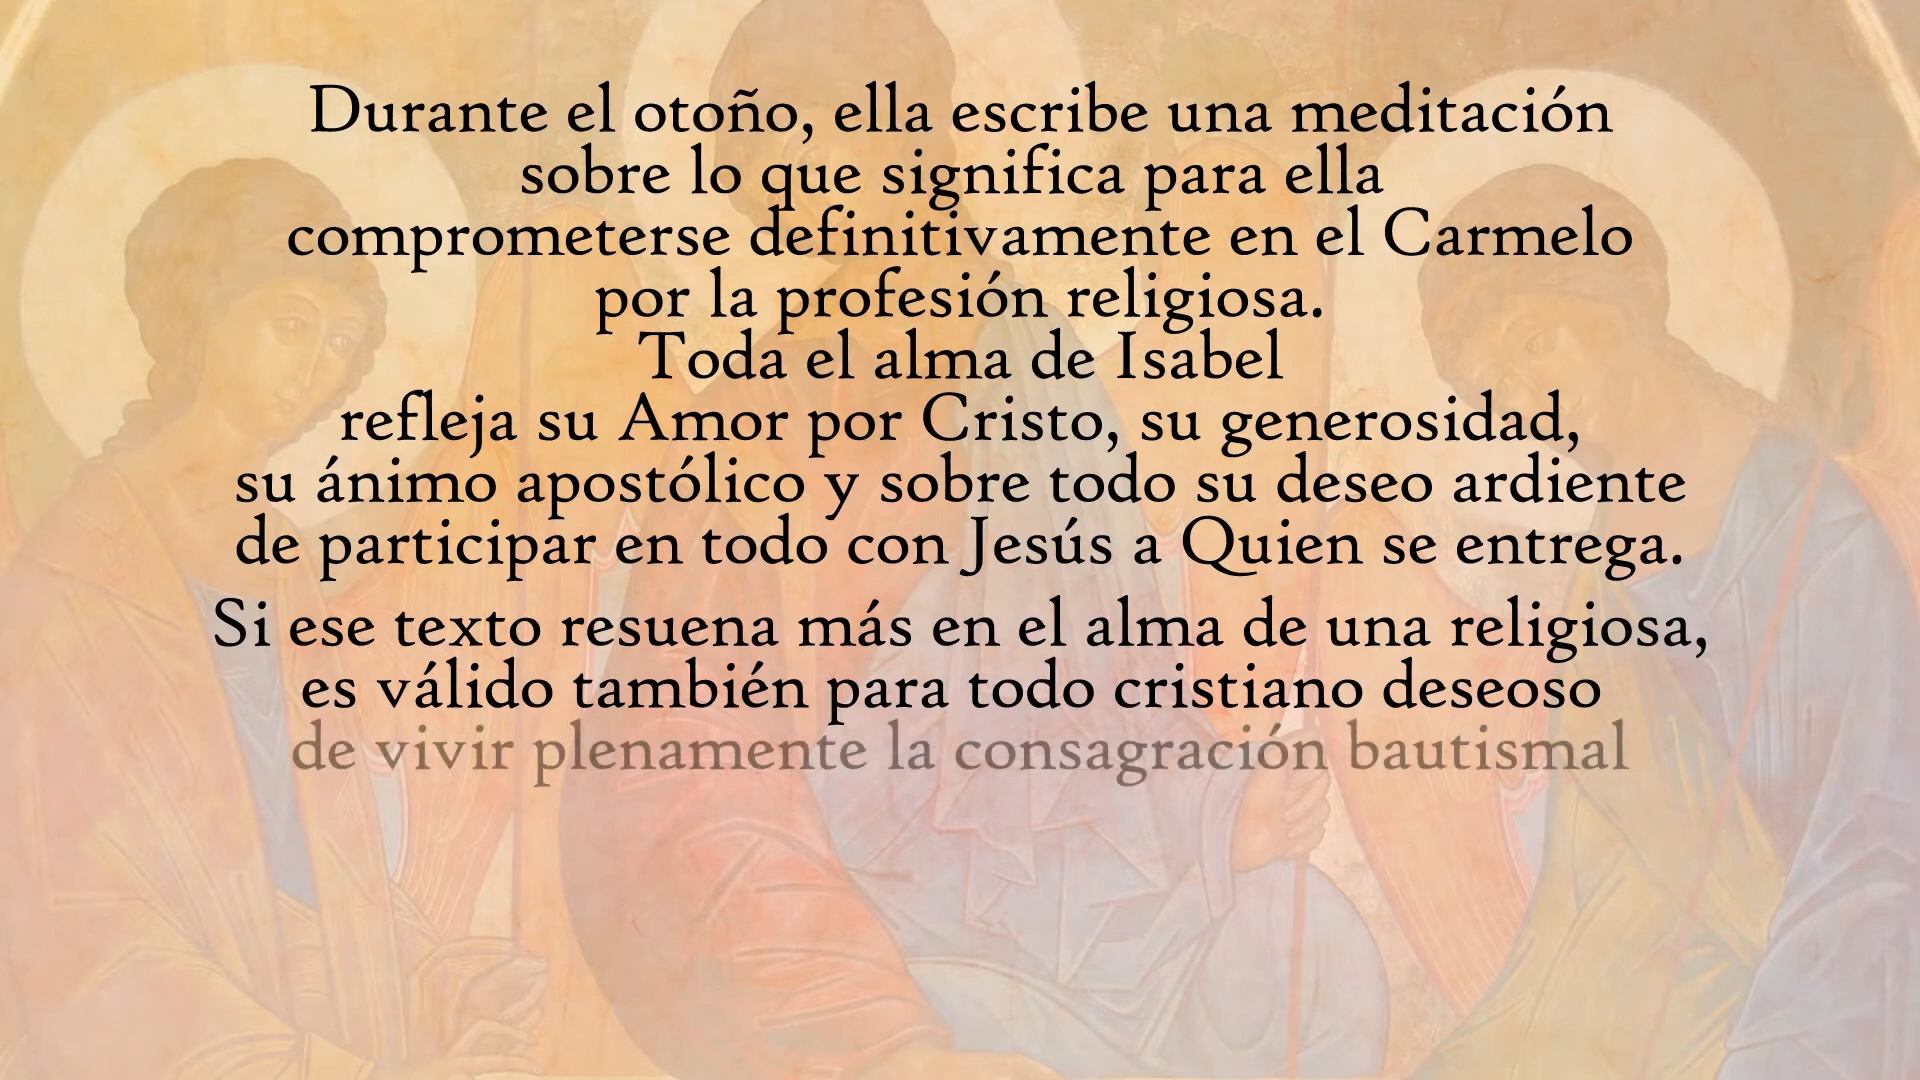 Durante el otoño, ella escribe una meditación
sobre lo que significa para ella
comprometerse definitivamente en el Carmelo
por la profesión religiosa.
Toda el alma de Isabel
refleja su Amor por Cristo, su generosidad,
su ánimo apostólico y sobre todo su deseo ardiente
de participar en todo con Jesús a Quien se entrega.
Si ese texto resuena más en el alma de una religiosa,
es válido también para todo cristiano deseoso
de vivir plenamente la consagración bautismal